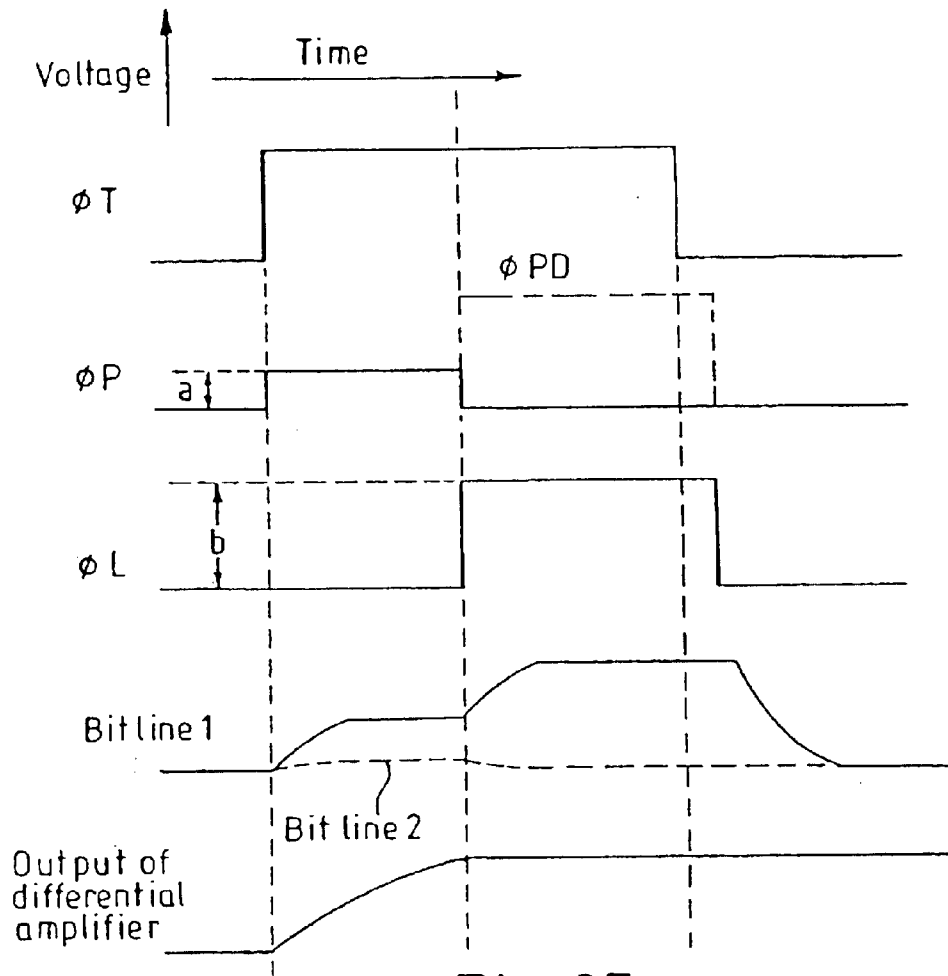 Time
Voltage
ϕT
ϕPD
ϕP
a
b
ϕL
Bit line 1
Bit line 2
Output of
differential
amplifier